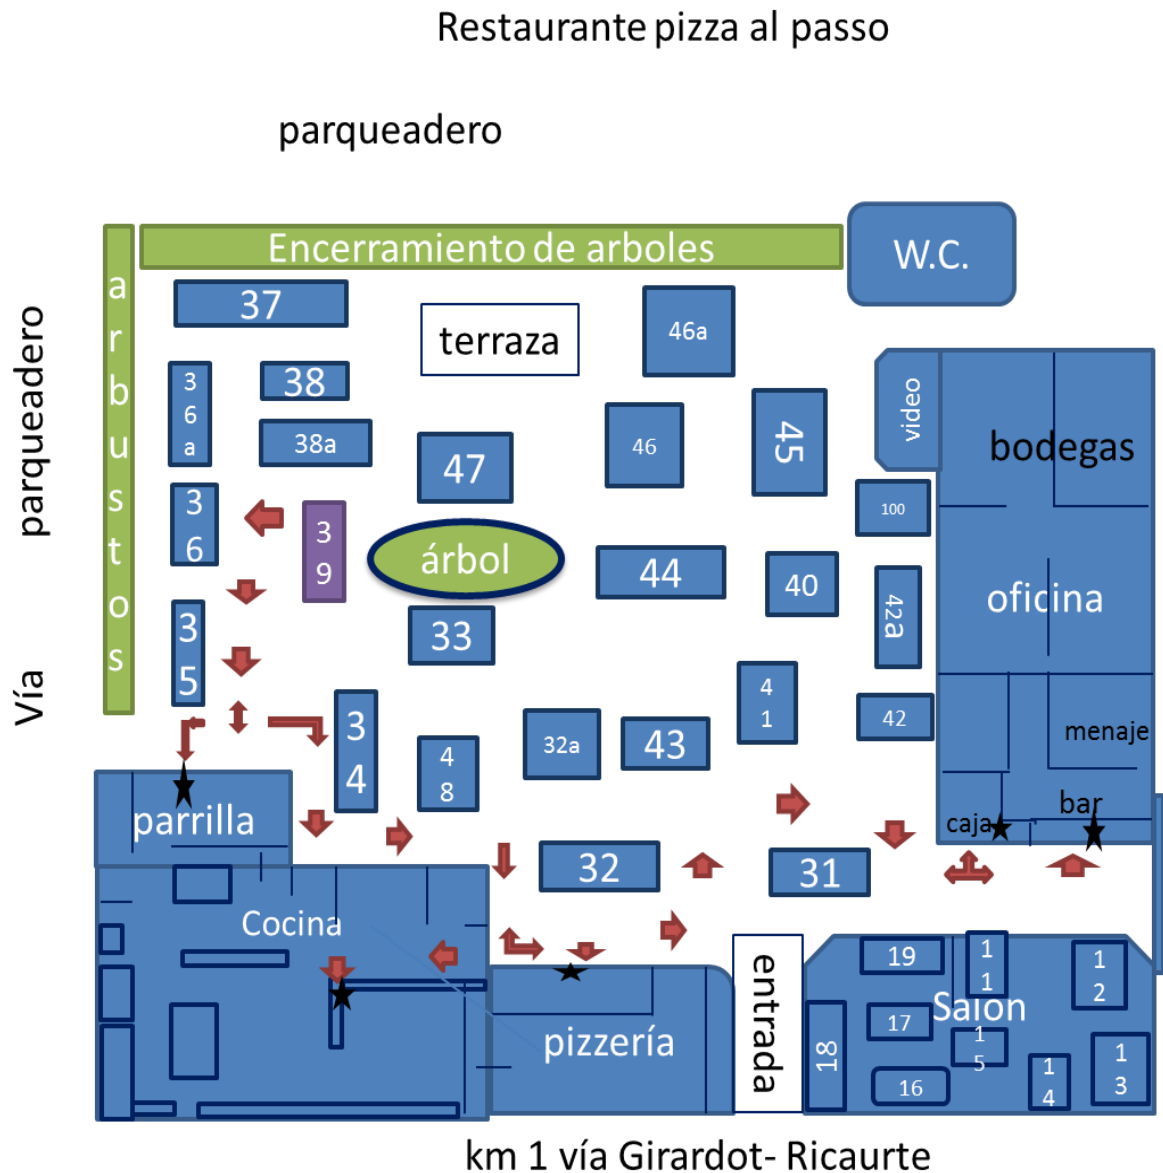 Restaurante pizza al passo
parqueadero
Encerramiento de arboles
W.C.
arbustos
parqueadero
Vía
37
terraza
46a
36a
38
38a
47
46
45
video
bodegas
100
36
39
árbol
44
40
42a
oficina
35
33
34
48
32a
43
41
42
menaje
parrilla
caja
bar
32
31
Cocina
entrada
19
11
12
Salón
18
17
15
pizzería
16
14
13
km 1 vía Girardot- Ricaurte